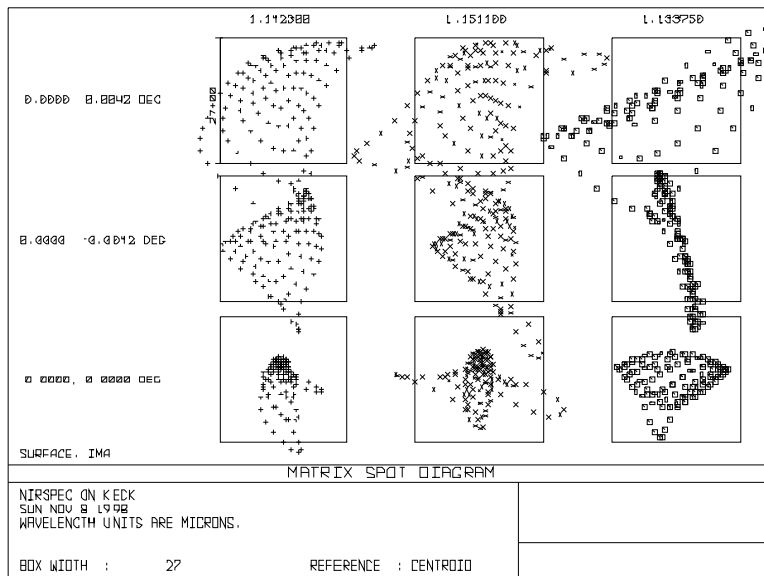 1.142300 1.151100 1.133750
0.0000 0.0042 DEG
27.00
0.0000 -0.0042 DEG
0 0000, 0 0000 DEG
SURFACE. IMA
MATRIX SPOT DIAGRAM
NIRSPEC ON KECK
SUN NOV 8 1998
WAVELENGTH UNITS ARE MICRONS.
BOX WIDTH : 27 REFERENCE : CENTROID